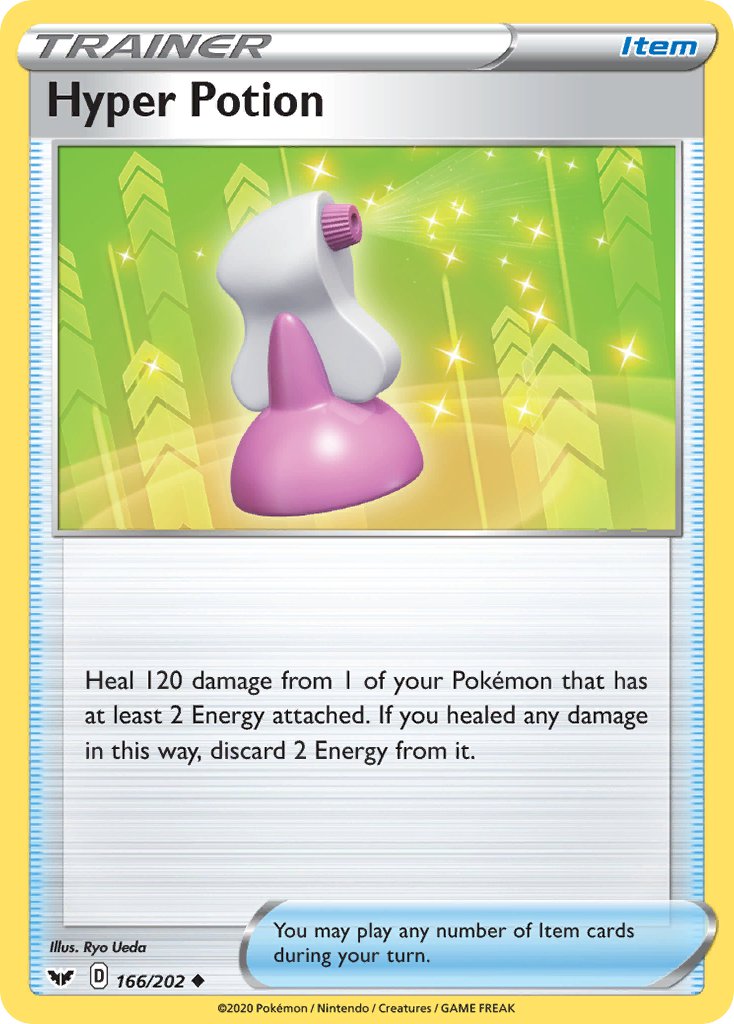 TRAINER
Item
Hyper Potion
Heal 120 damage from 1 of your Pokémon that has
at least 2 Energy attached. If you healed any damage
in this way, discard 2 Energy from it.
Illus. Ryo Ueda
You may play any number of Item cards
during your turn.
D 166/202 ◆
©2020 Pokémon / Nintendo / Creatures / GAME FREAK